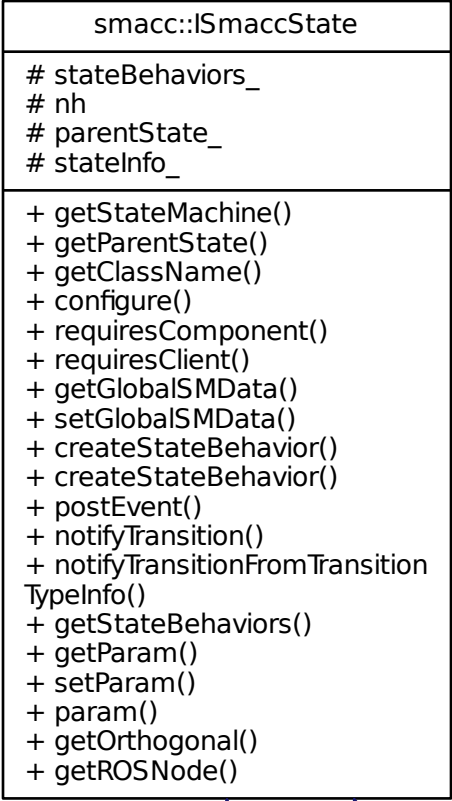 smacc::ISmaccState
# stateBehaviors_
# nh
# parentState_
# stateInfo_
+ getStateMachine()
+ getParentState()
+ getClassName()
+ configure()
+ requiresComponent()
+ requiresClient()
+ getGlobalSMData()
+ setGlobalSMData()
+ createStateBehavior()
+ createStateBehavior()
+ postEvent()
+ notifyTransition()
+ notifyTransitionFromTransition
TypeInfo()
+ getStateBehaviors()
+ getParam()
+ setParam()
+ param()
+ getOrthogonal()
+ getROSNode()